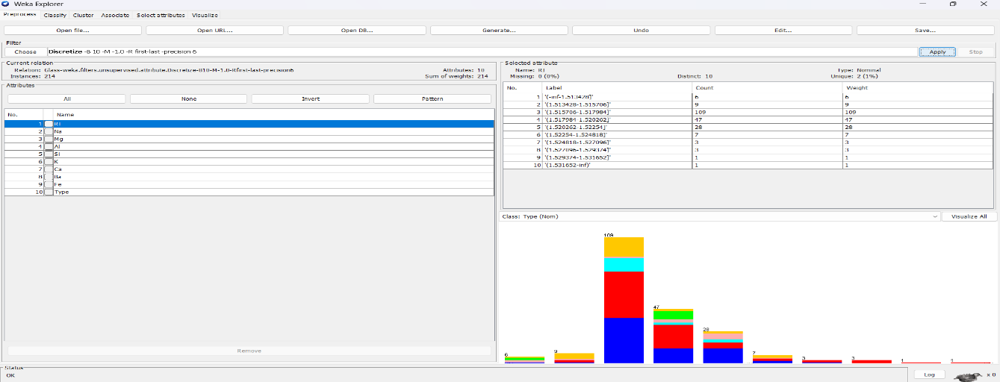 Weka Explorer
Preprocess Classify Cluster Associate Select attributes Visualize
Open file... Open URL... Open DB... Generate... Undo Edit... Save...
Filter
Choose Discretize -B 10 -M -1.0 -R first-last -precision 6 Apply Stop
Current relation
Relation: Glass-weka.filters.unsupervised.attribute.Discretize-B10-M-1.0-Rfirst-last-precision6 Attributes: 10
Instances: 214 Sum of weights: 214
Attributes
All None Invert Pattern
No. Name
1 RI
2 Na
3 Mg
4 Al
5 Si
6 K
7 Ca
8 Ba
9 Fe
10 Type
Remove
Selected attribute
Name: RI Type: Nominal
Missing: 0 (0%) Distinct: 10 Unique: 2 (1%)
No. Label Count Weight
1 '(-inf-1.513428]' 6 6
2 '(1.513428-1.515706]' 9 9
3 '(1.515706-1.517984]' 109 109
4 '(1.517984-1.520262]' 47 47
5 '(1.520262-1.52254]' 28 28
6 '(1.52254-1.524818]' 7 7
7 '(1.524818-1.527096]' 3 3
8 '(1.527096-1.529374]' 3 3
9 '(1.529374-1.531652]' 1 1
10 '(1.531652-inf)' 1 1
Class: Type (Nom) Visualize All
6 9 109 47 28 7 3 3 1 1
Status
OK Log x 0